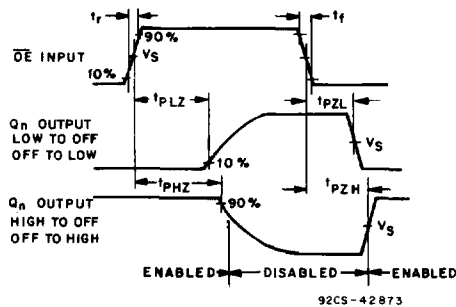 tr
tf
90%
OE INPUT
VS
10%
tPLZ
tPZL
Qn OUTPUT
LOW TO OFF
OFF TO LOW
VS
10%
tPHZ
tPZH
Qn OUTPUT
HIGH TO OFF
OFF TO HIGH
90%
VS
ENABLED DISABLED ENABLED
92CS-42873